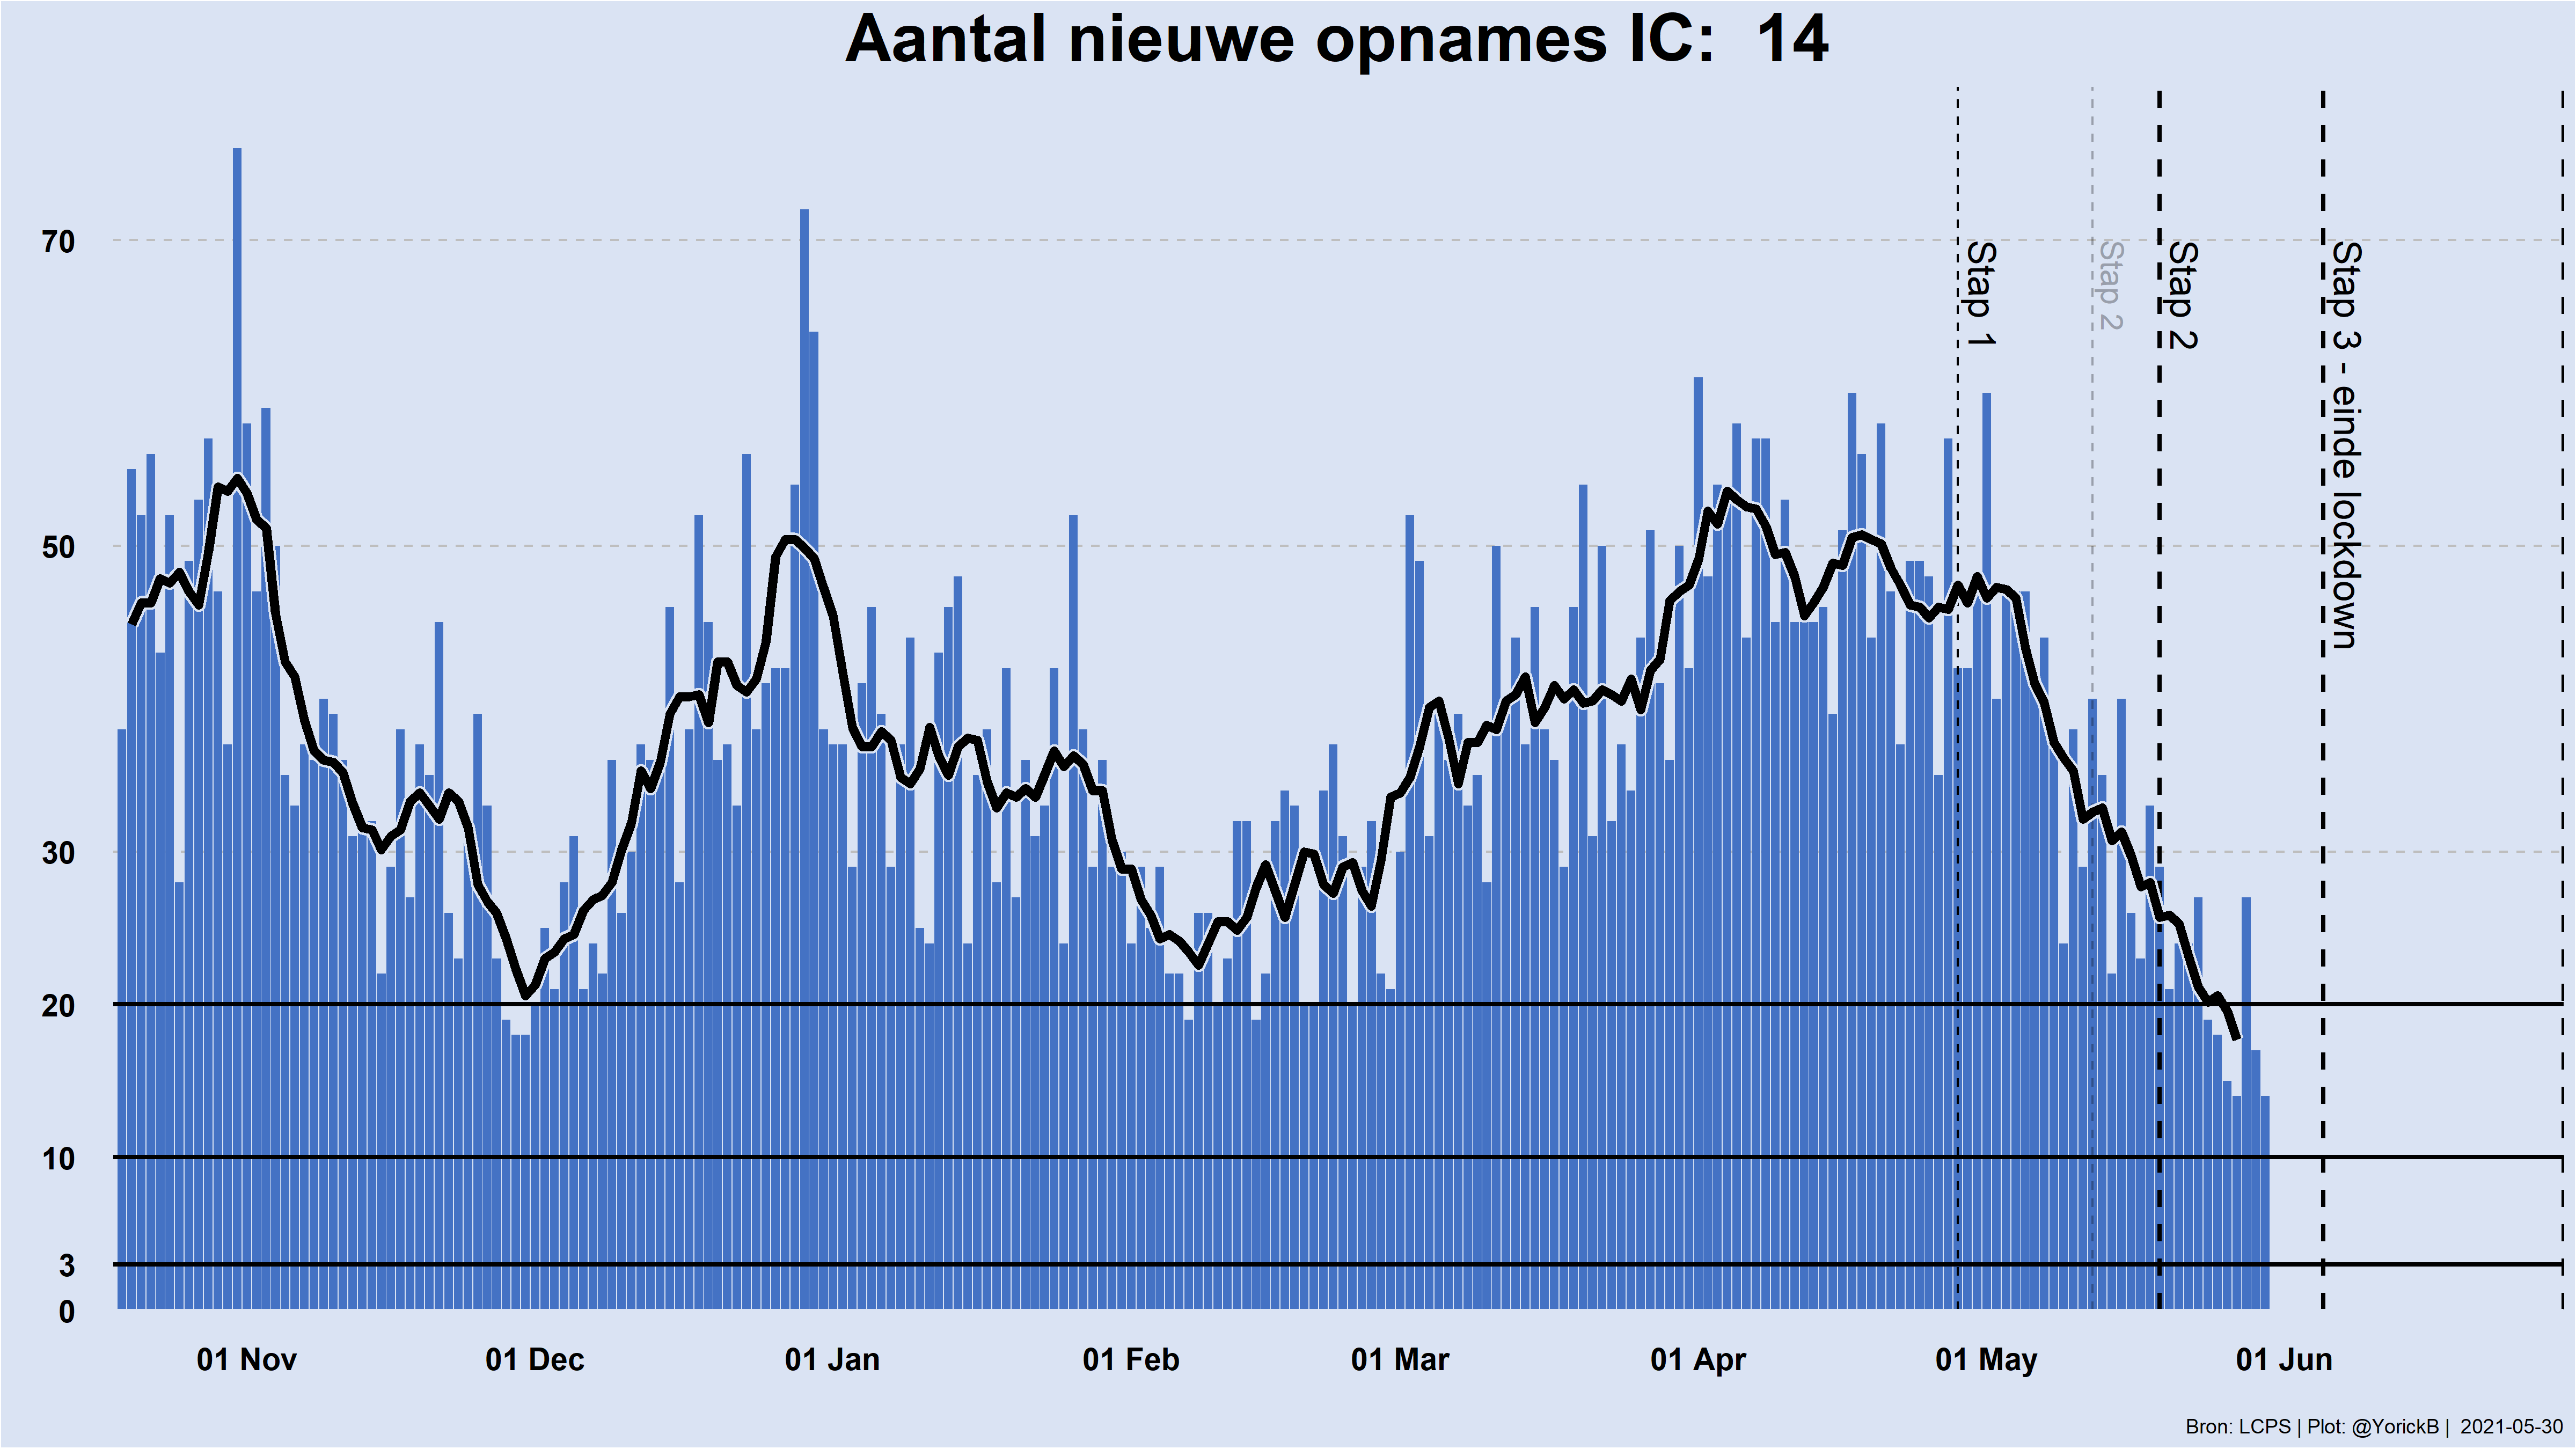 Aantal nieuwe opnames IC:  14
70
50
30
20
10
3
0
Stap 1
Stap 2
Stap 2
Stap 3 - einde lockdown
01 Nov
01 Dec
01 Jan
01 Feb
01 Mar
01 Apr
01 May
01 Jun
Bron: LCPS | Plot: @YorickB |  2021-05-30